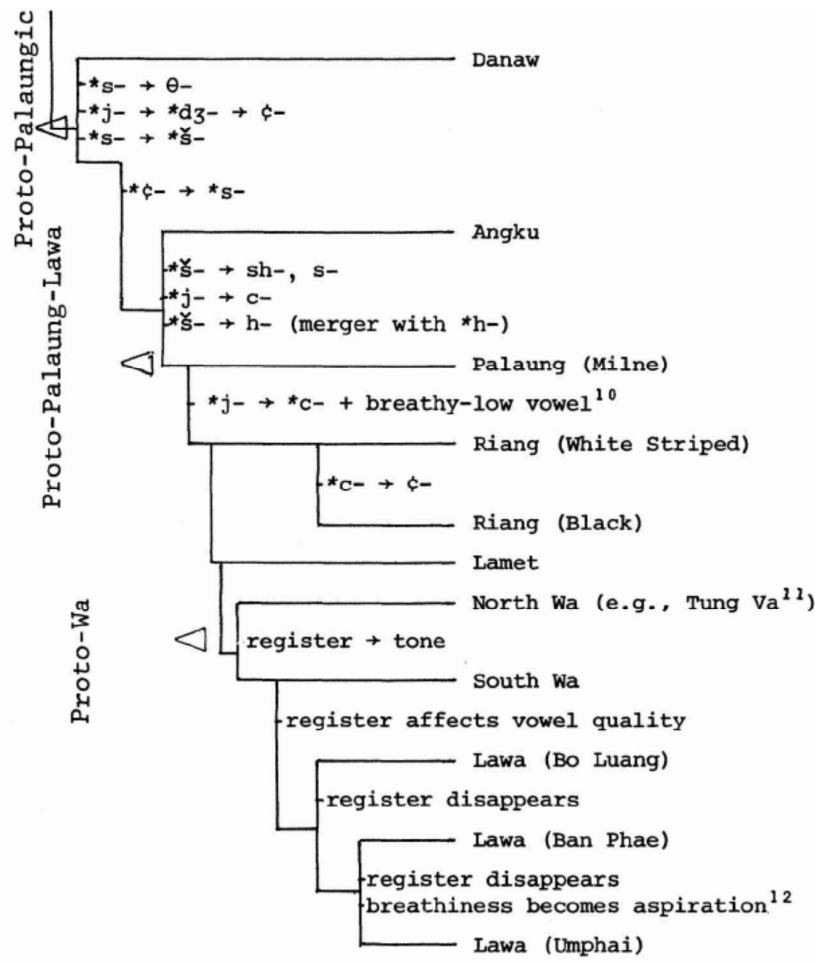 Proto-Palaungic
Proto-Palaung-Lawa
Proto-Wa
Danaw
*s- → θ-
*j- → *dʒ- → ¢-
*s- → *š-
*¢- → *s-
Angku
*š- → sh-, s-
*j- → c-
*š- → h- (merger with *h-)
Palaung (Milne)
*j- → *c- + breathy-low vowel¹⁰
Riang (White Striped)
*c- → ¢-
Riang (Black)
Lamet
North Wa (e.g., Tung Va¹¹)
register → tone
South Wa
register affects vowel quality
Lawa (Bo Luang)
register disappears
Lawa (Ban Phae)
register disappears
breathiness becomes aspiration¹²
Lawa (Umphai)